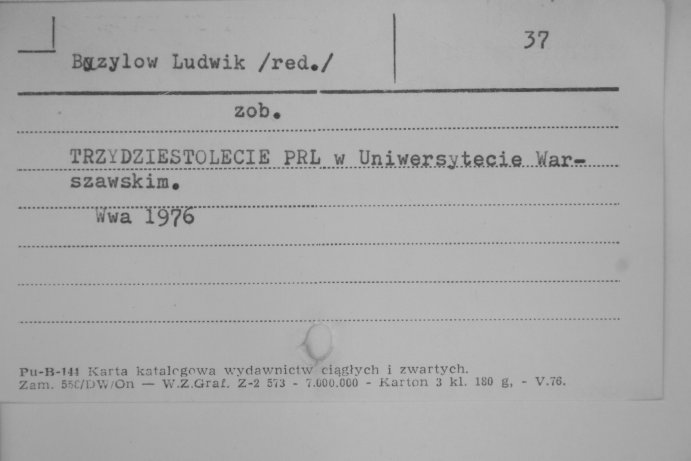 37
Bazylow Ludwik /red./
zob.
TRZYDZIESTOLECIE PRL w Uniwersytecie War-
szawskim.
Wwa 1976
Pu-B-144 Karta katalogowa wydawnictw ciągłych i zwartych.
Zam. 550/DW/On — W.Z.Graf. Z-2 573 - 7.000.000 - Karton 3 kl. 180 g, - V.76.